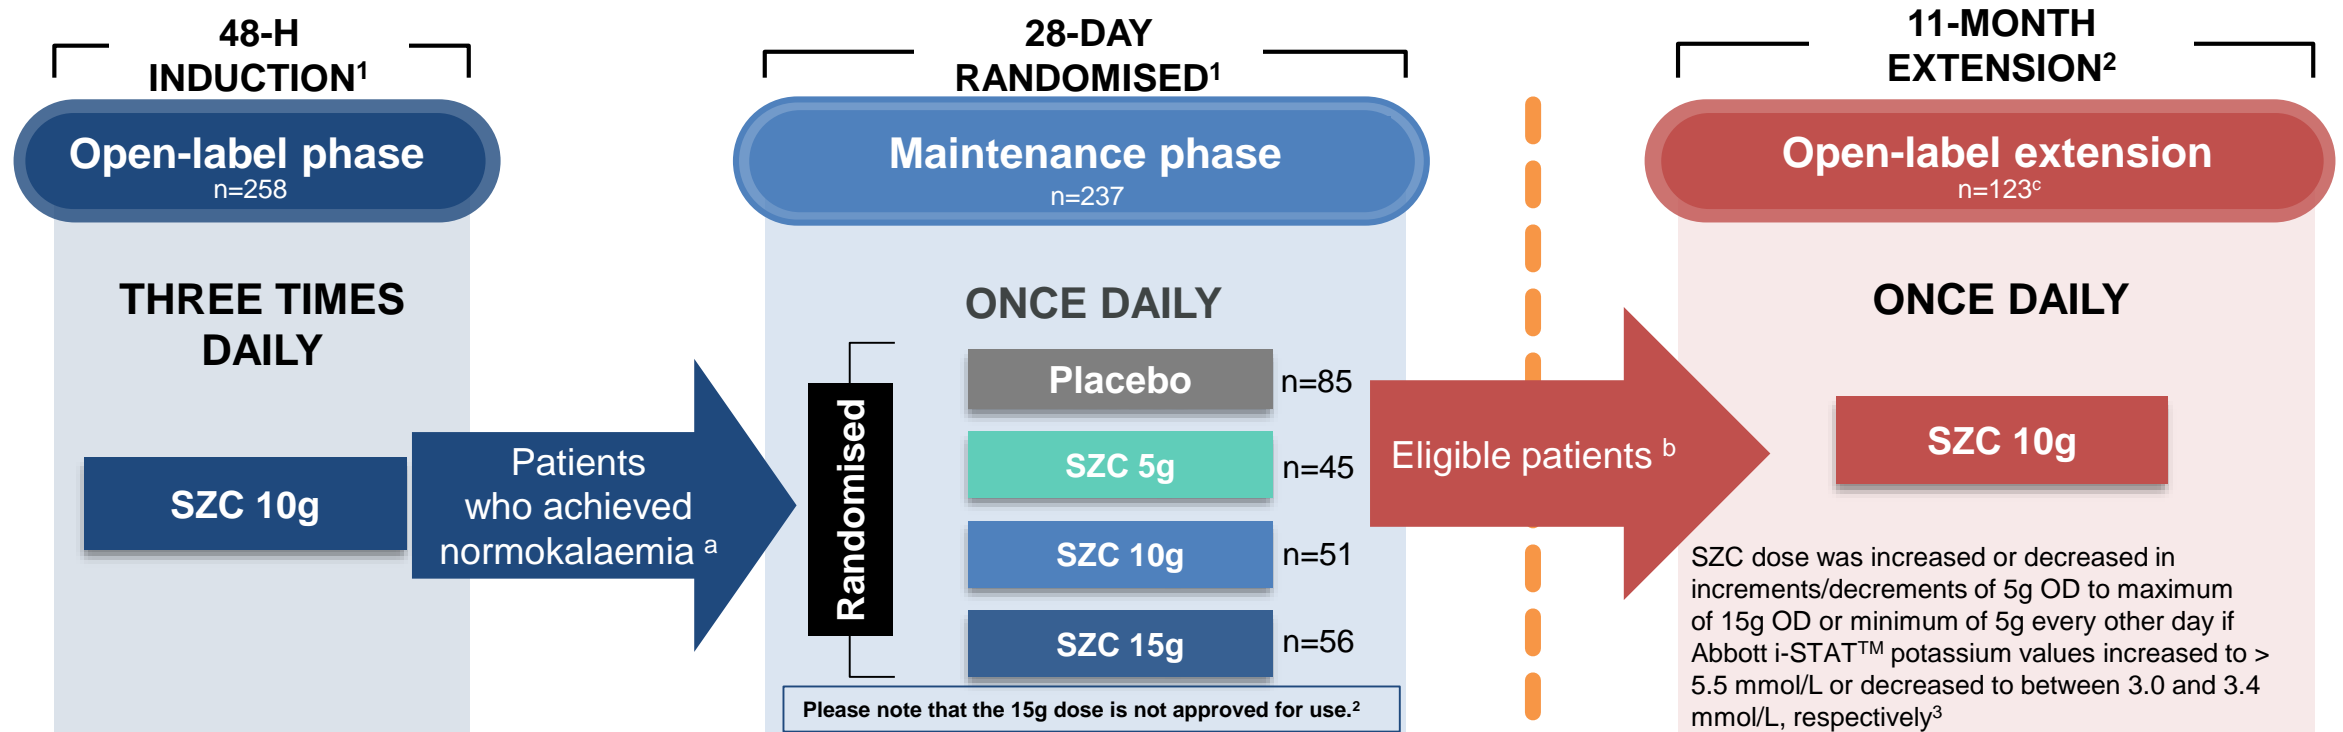 48-H
INDUCTION1
Open-label phase
n=258
THREE TIMES
DAILY
SZC 10g
Patients
who achieved
normokalaemia a
28-DAY
RANDOMISED1
Maintenance phase
n=237
ONCE DAILY
Randomised
Placebo n=85
SZC 5g n=45
SZC 10g n=51
SZC 15g n=56
Please note that the 15g dose is not approved for use.2
Eligible patients b
11-MONTH
EXTENSION2
Open-label extension
n=123c
ONCE DAILY
SZC 10g
SZC dose was increased or decreased in
increments/decrements of 5g OD to maximum
of 15g OD or minimum of 5g every other day if
Abbott i-STATTM potassium values increased to >
5.5 mmol/L or decreased to between 3.0 and 3.4
mmol/L, respectively3